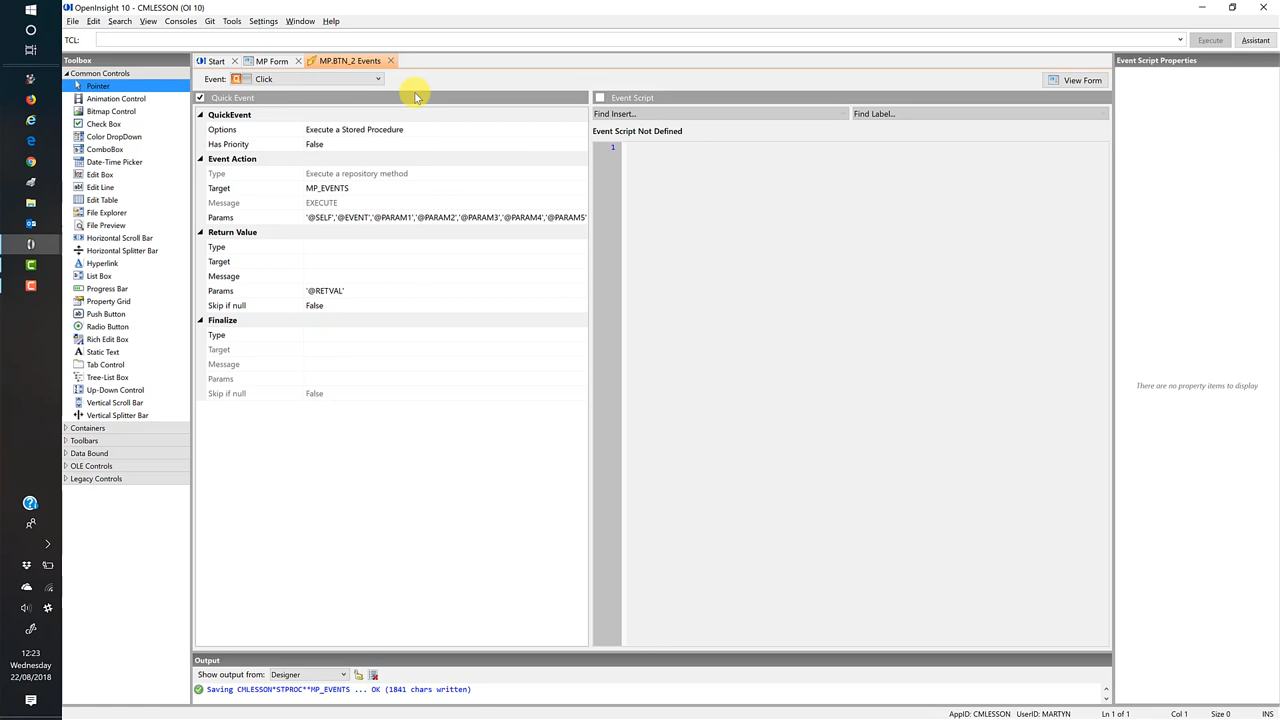 OpenInsight 10 - CMLESSON (OI 10)
File Edit Search View Consoles Git Tools Settings Window Help
TCL: Execute Assistant
Toolbox
Common Controls
Pointer
Animation Control
Bitmap Control
Check Box
Color DropDown
ComboBox
Date-Time Picker
Edit Box
Edit Line
Edit Table
File Explorer
File Preview
Horizontal Scroll Bar
Horizontal Splitter Bar
Hyperlink
List Box
Progress Bar
Property Grid
Push Button
Radio Button
Rich Edit Box
Static Text
Tab Control
Tree-List Box
Up-Down Control
Vertical Scroll Bar
Vertical Splitter Bar
Containers
Toolbars
Data Bound
OLE Controls
Legacy Controls
Start MP Form MP.BTN_2 Events
Event: Click View Form
Quick Event
QuickEvent
Options Execute a Stored Procedure
Has Priority False
Event Action
Type Execute a repository method
Target MP_EVENTS
Message EXECUTE
Params '@SELF','@EVENT','@PARAM1','@PARAM2','@PARAM3','@PARAM4','@PARAM5'
Return Value
Type
Target
Message
Params '@RETVAL'
Skip if null False
Finalize
Type
Target
Message
Params
Skip if null False
Event Script
Find Insert... Find Label...
Event Script Not Defined
1
Event Script Properties
There are no property items to display
Output
Show output from: Designer
Saving CMLESSON*STPROC**MP_EVENTS ... OK (1841 chars written)
AppID: CMLESSON UserID: MARTYN Ln 1 of 1 Col 1 Size 0 INS
12:23
Wednesday
22/08/2018